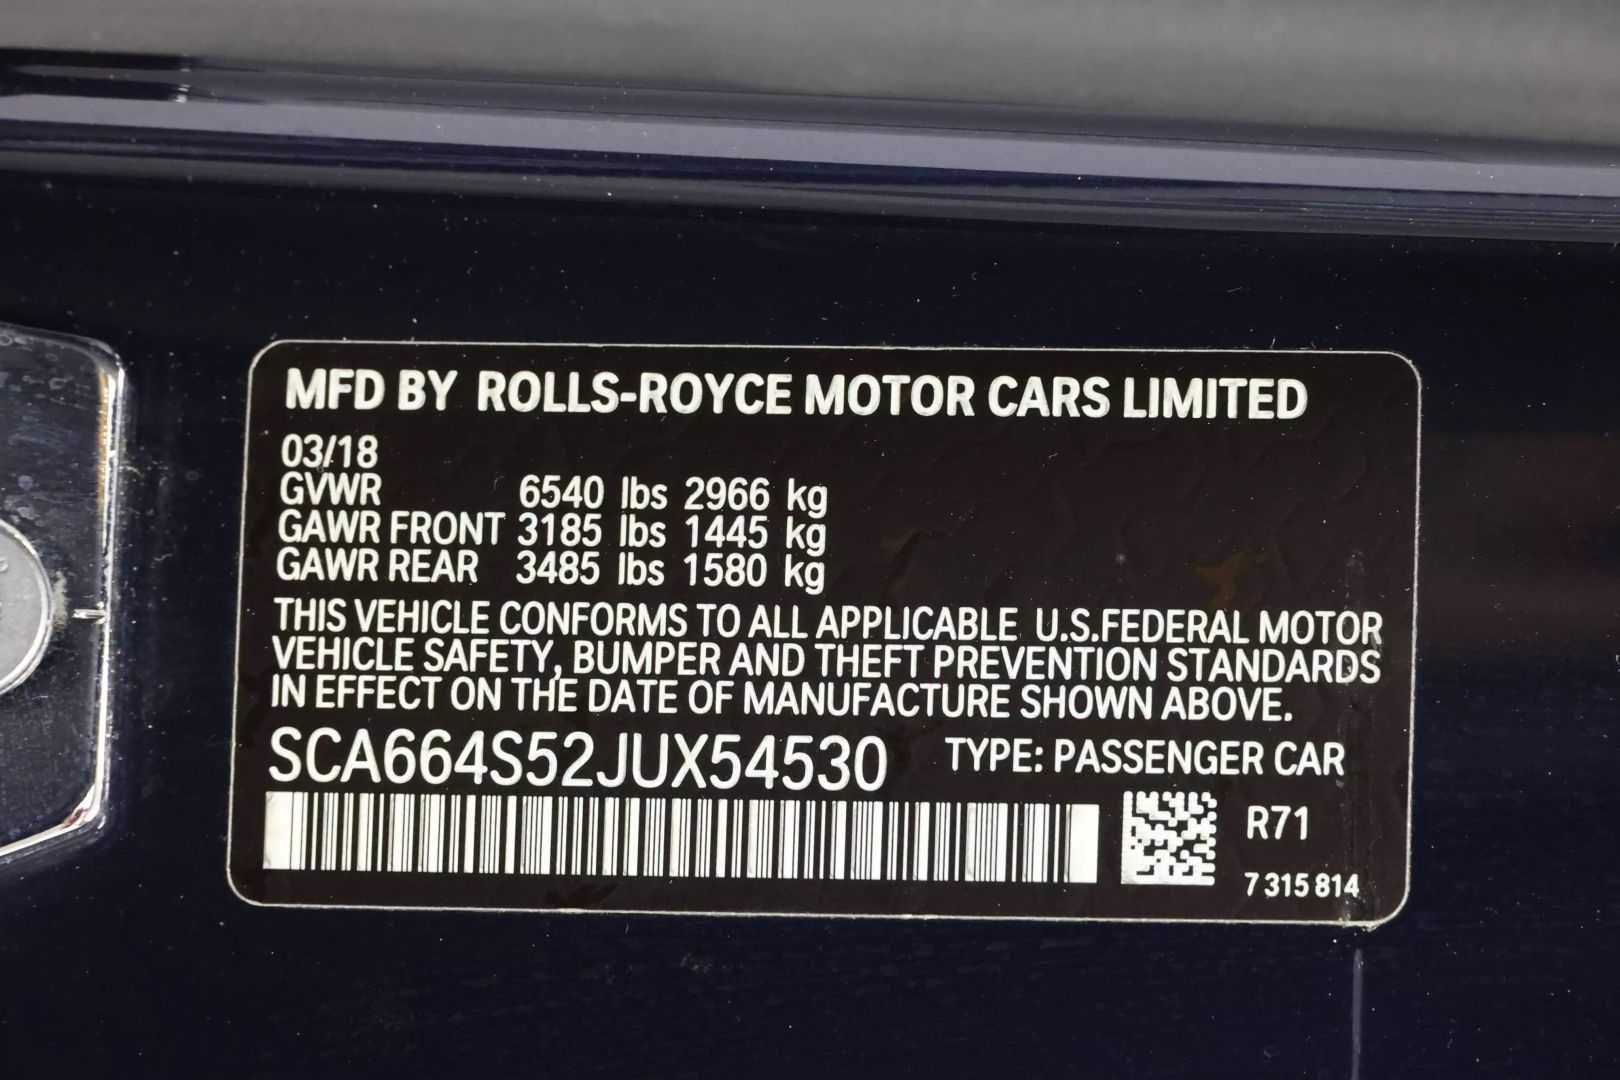 MFD BY ROLLS-ROYCE MOTOR CARS LIMITED
03/18
GVWR 6540 lbs 2966 kg
GAWR FRONT 3185 lbs 1445 kg
GAWR REAR 3485 lbs 1580 kg
THIS VEHICLE CONFORMS TO ALL APPLICABLE U.S.FEDERAL MOTOR
VEHICLE SAFETY, BUMPER AND THEFT PREVENTION STANDARDS
IN EFFECT ON THE DATE OF MANUFACTURE SHOWN ABOVE.
SCA664S52JUX54530 TYPE: PASSENGER CAR
R71
7 315 814